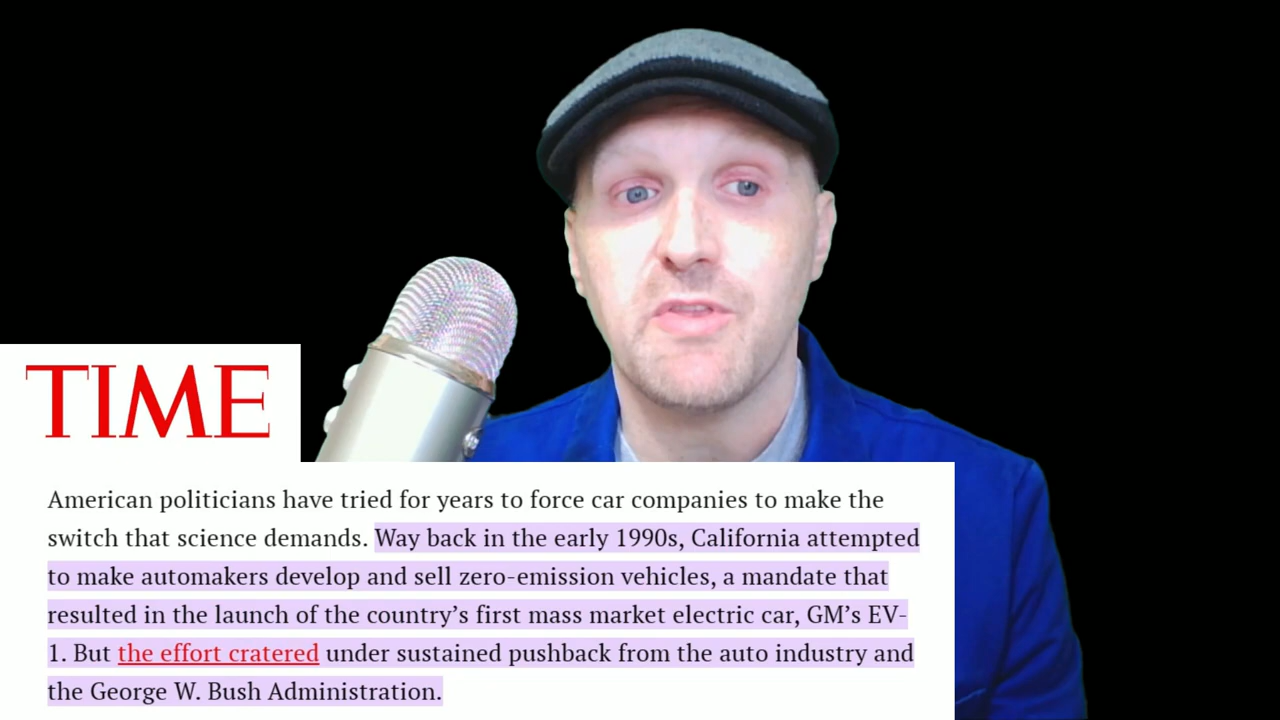 TIME
American politicians have tried for years to force car companies to make the
switch that science demands. Way back in the early 1990s, California attempted
to make automakers develop and sell zero-emission vehicles, a mandate that
resulted in the launch of the country’s first mass market electric car, GM’s EV-
1. But the effort cratered under sustained pushback from the auto industry and
the George W. Bush Administration.